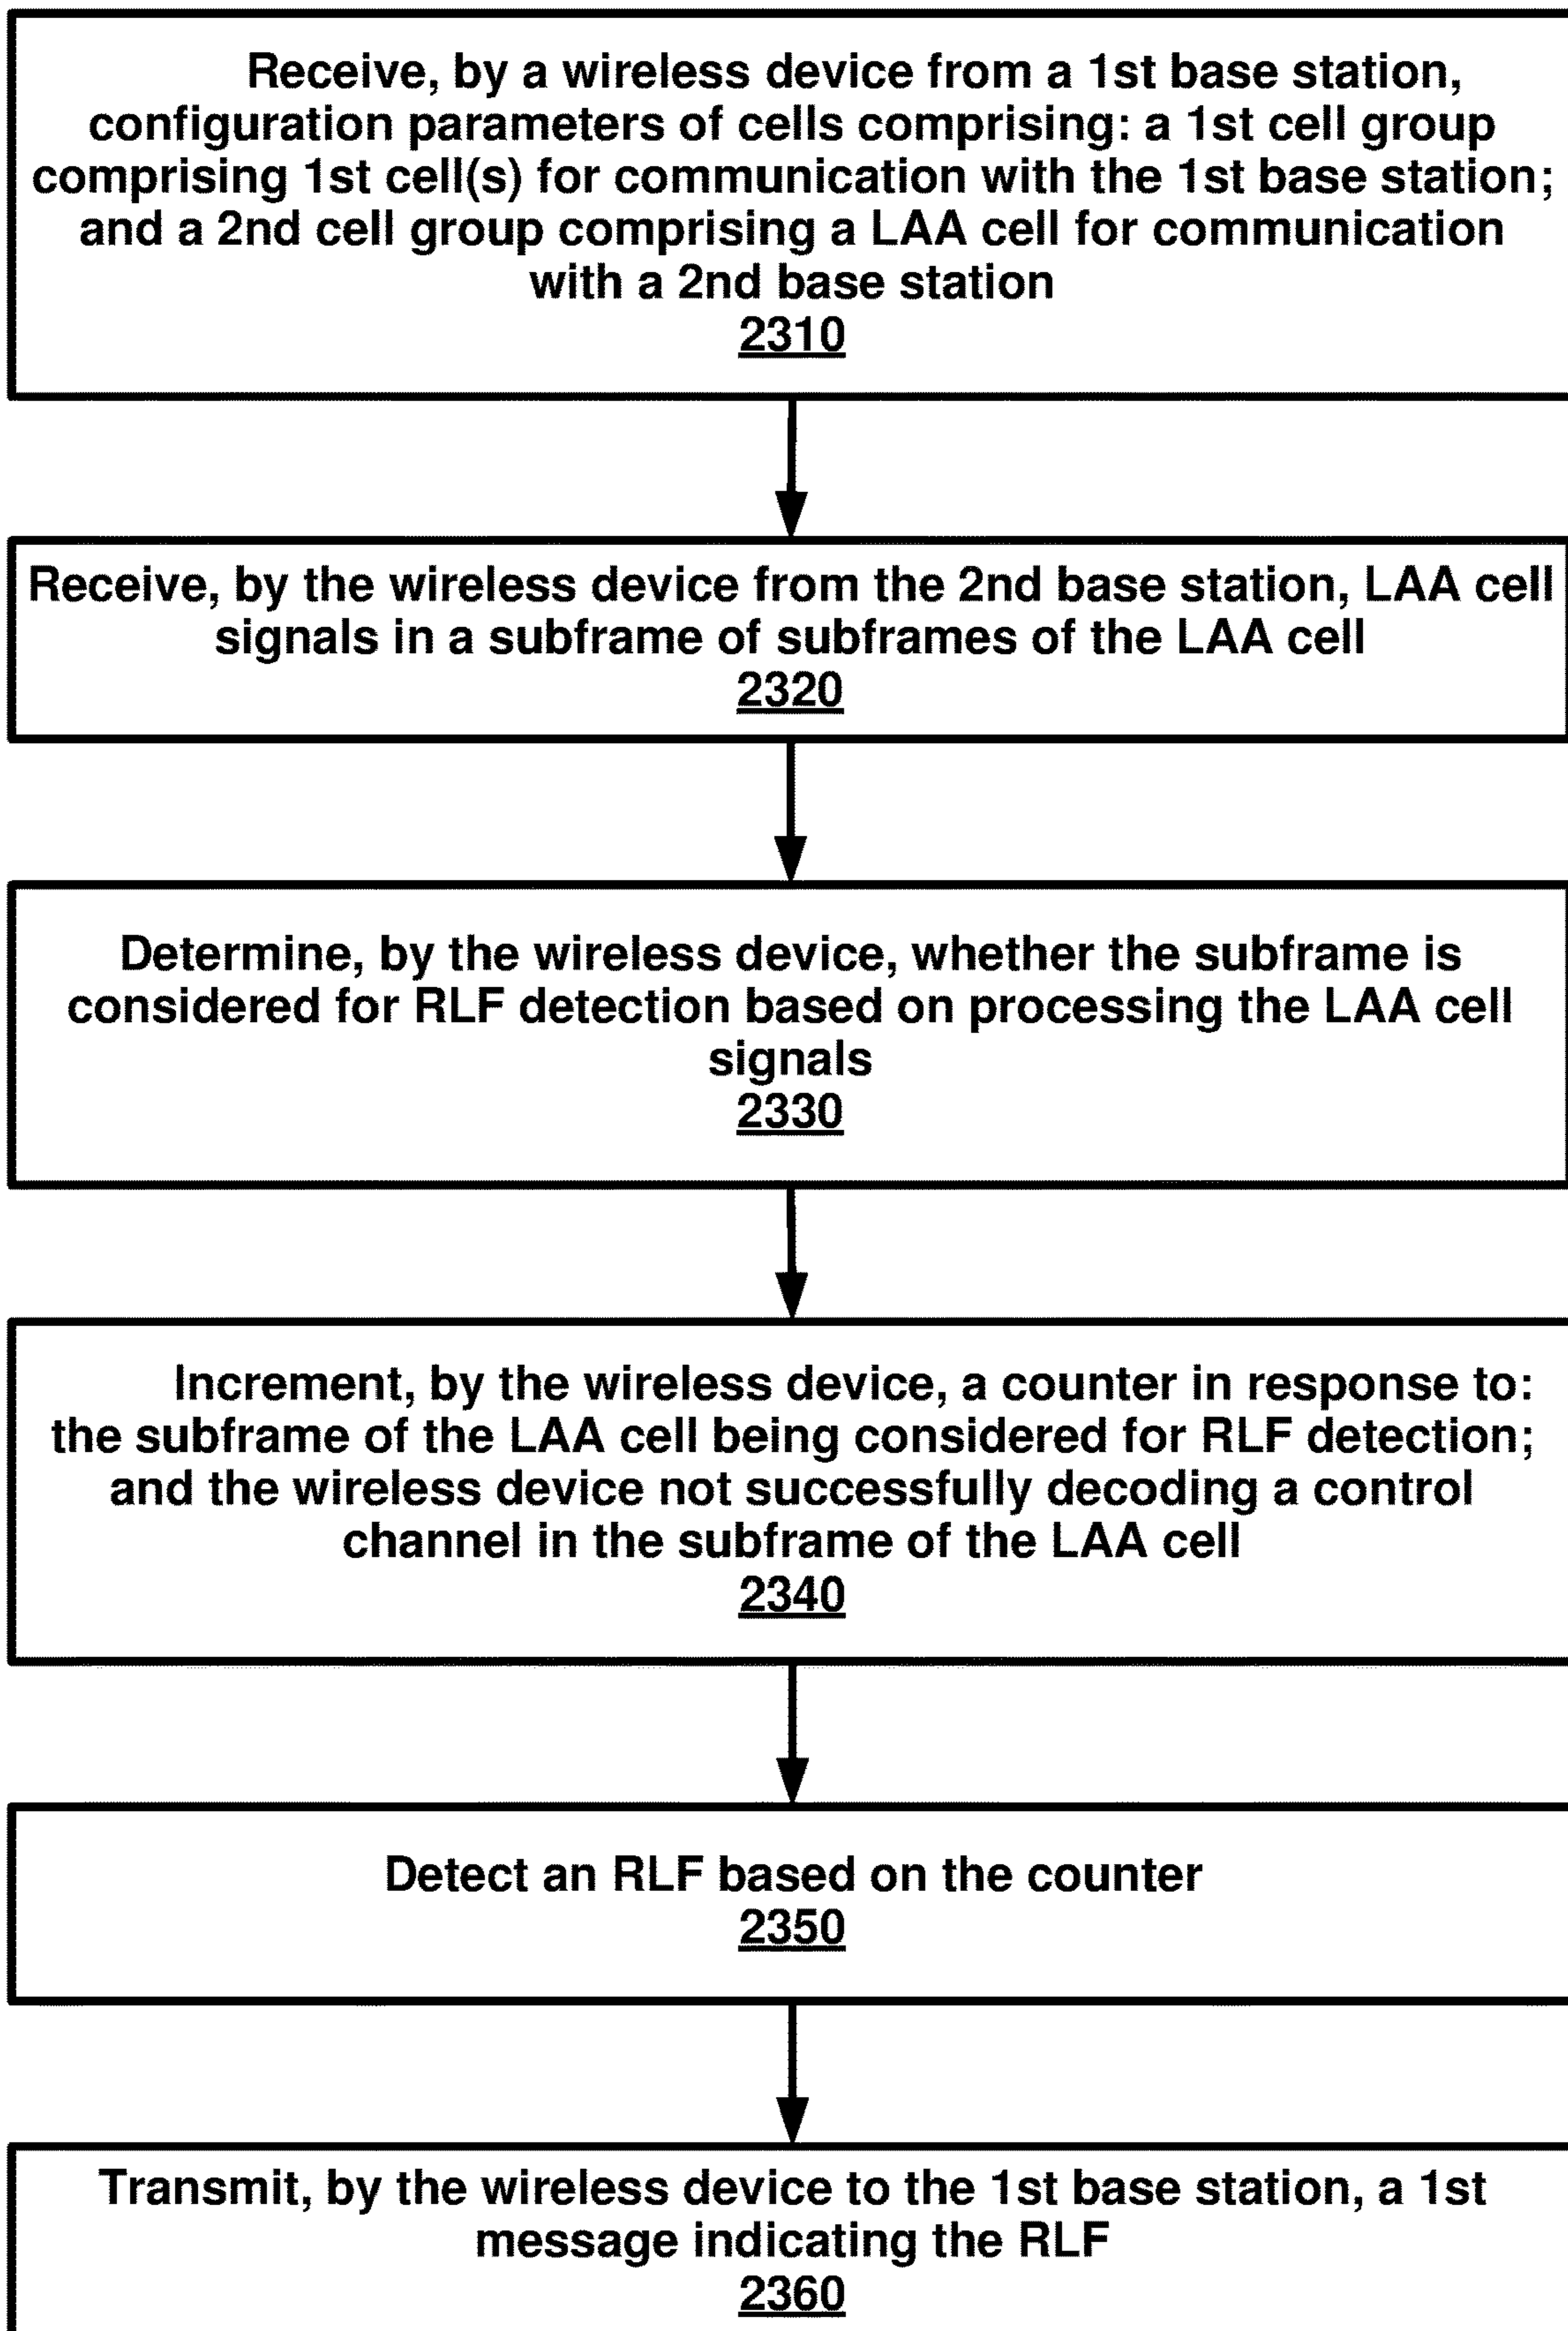 Receive, by a wireless device from a 1st base station,
configuration parameters of cells comprising: a 1st cell group
comprising 1st cell(s) for communication with the 1st base station;
and a 2nd cell group comprising a LAA cell for communication
with a 2nd base station
2310
Receive, by the wireless device from the 2nd base station, LAA cell
signals in a subframe of subframes of the LAA cell
2320
Determine, by the wireless device, whether the subframe is
considered for RLF detection based on processing the LAA cell
signals
2330
Increment, by the wireless device, a counter in response to:
the subframe of the LAA cell being considered for RLF detection;
and the wireless device not successfully decoding a control
channel in the subframe of the LAA cell
2340
Detect an RLF based on the counter
2350
Transmit, by the wireless device to the 1st base station, a 1st
message indicating the RLF
2360